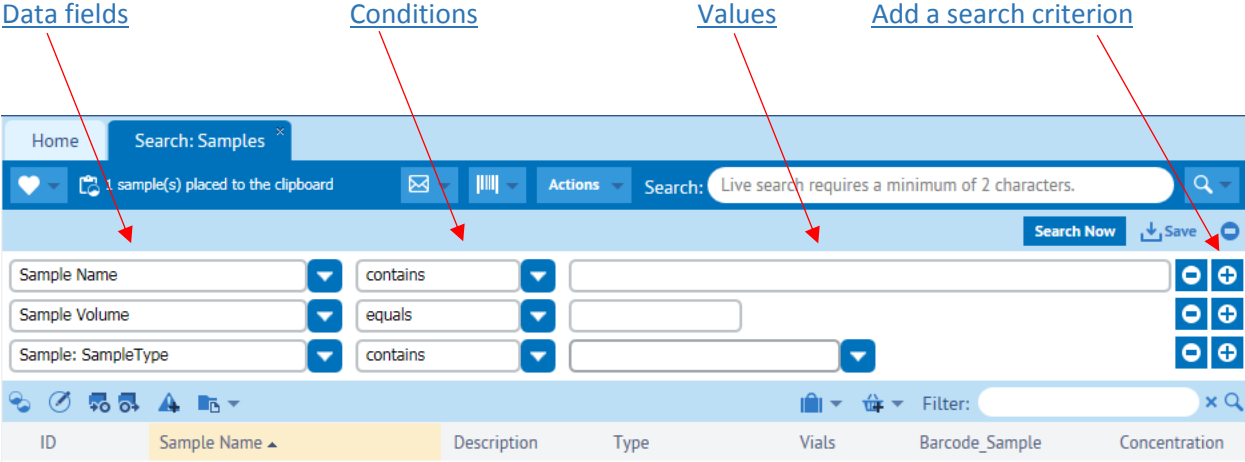 Data fields Conditions Values Add a search criterion
Home Search: Samples ×
1 sample(s) placed to the clipboard Actions Search: Live search requires a minimum of 2 characters.
Search Now Save
Sample Name contains
Sample Volume equals
Sample: SampleType contains
Filter:
ID Sample Name Description Type Vials Barcode_Sample Concentration